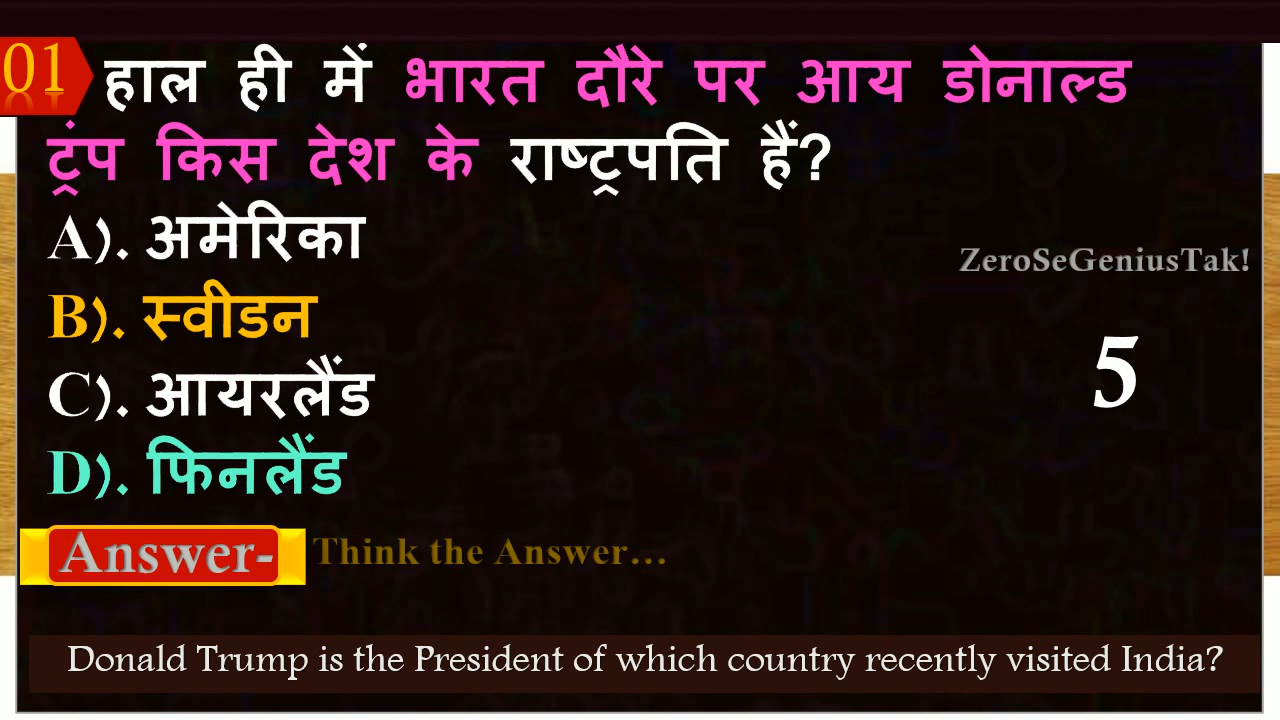 01
हाल ही में भारत दौरे पर आय डोनाल्ड
ट्रंप किस देश के राष्ट्रपति हैं?
A). अमेरिका
ZeroSeGeniusTak!
B). स्वीडन
5
C). आयरलैंड
D). फिनलैंड
Answer- Think the Answer...
Donald Trump is the President of which country recently visited India?